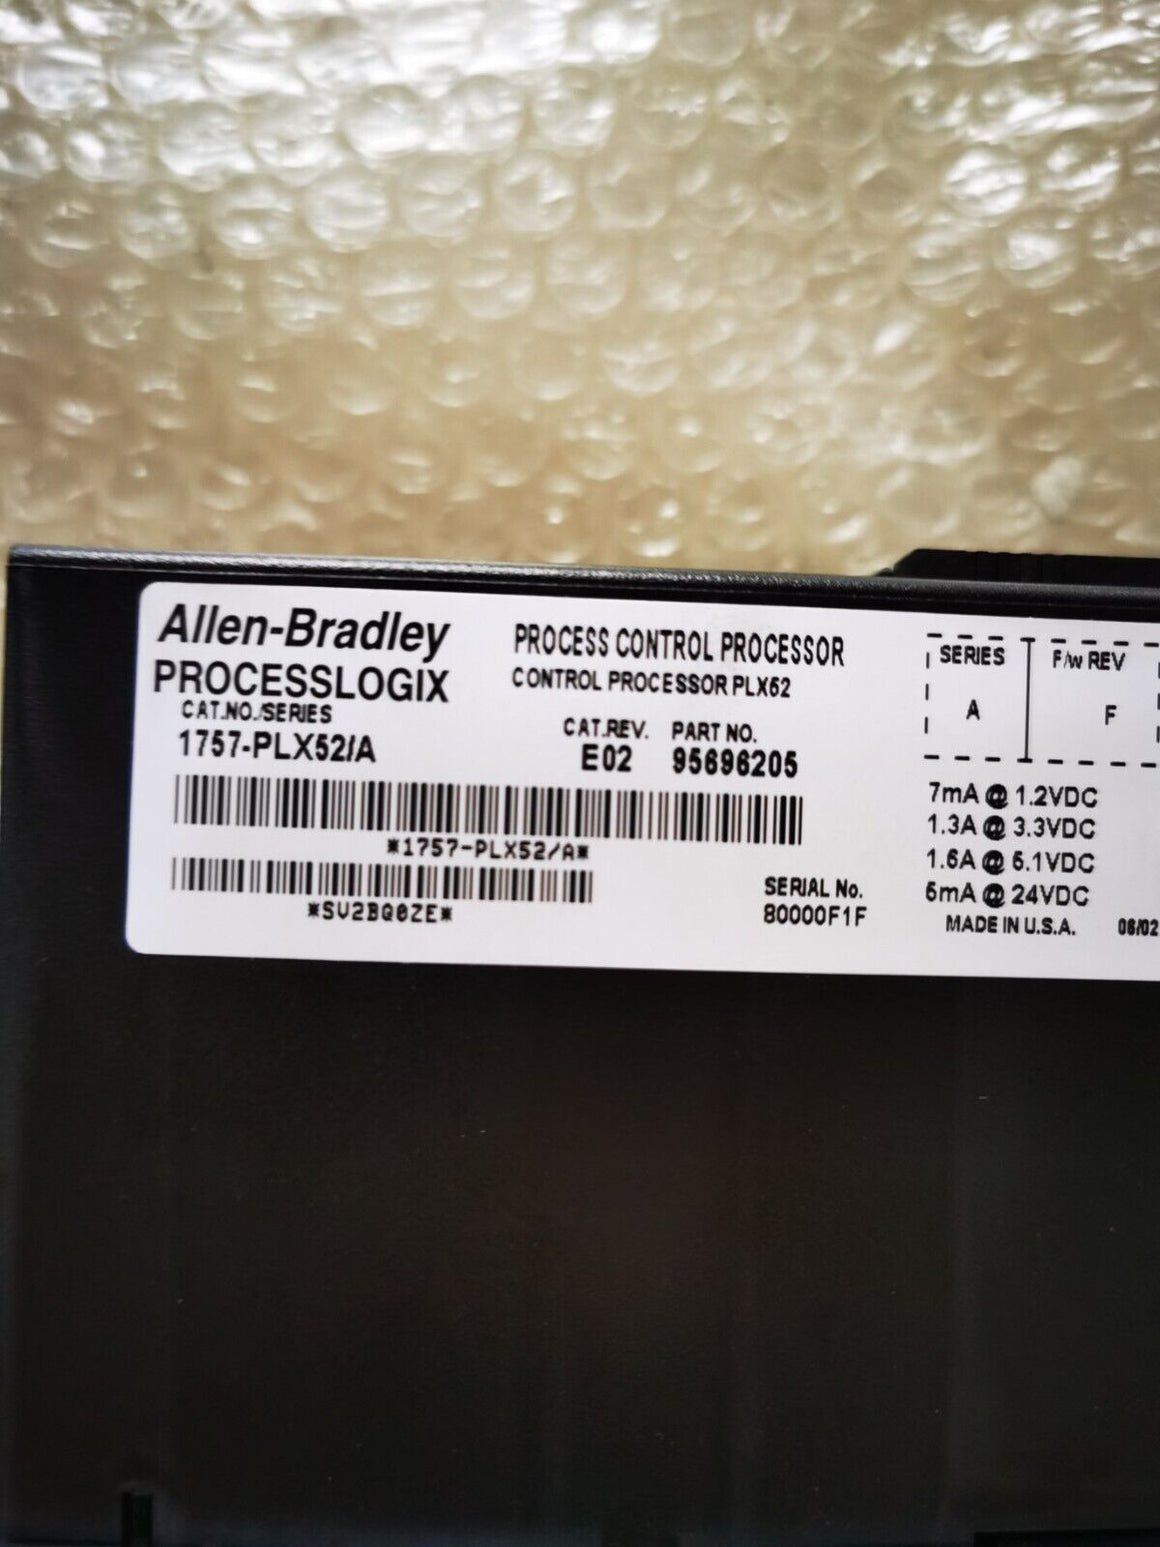 Allen-Bradley
PROCESSLOGIX
CAT.NO./SERIES
1757-PLX52/A
PROCESS CONTROL PROCESSOR
CONTROL PROCESSOR PLX52
CAT.REV. PART NO.
E02 95696205
*1757-PLX52/A*
*SV2BQ0ZE*
SERIAL No.
80000F1F
SERIES F/w REV
A F
7mA @ 1.2VDC
1.3A @ 3.3VDC
1.6A @ 5.1VDC
5mA @ 24VDC
MADE IN U.S.A. 06/02